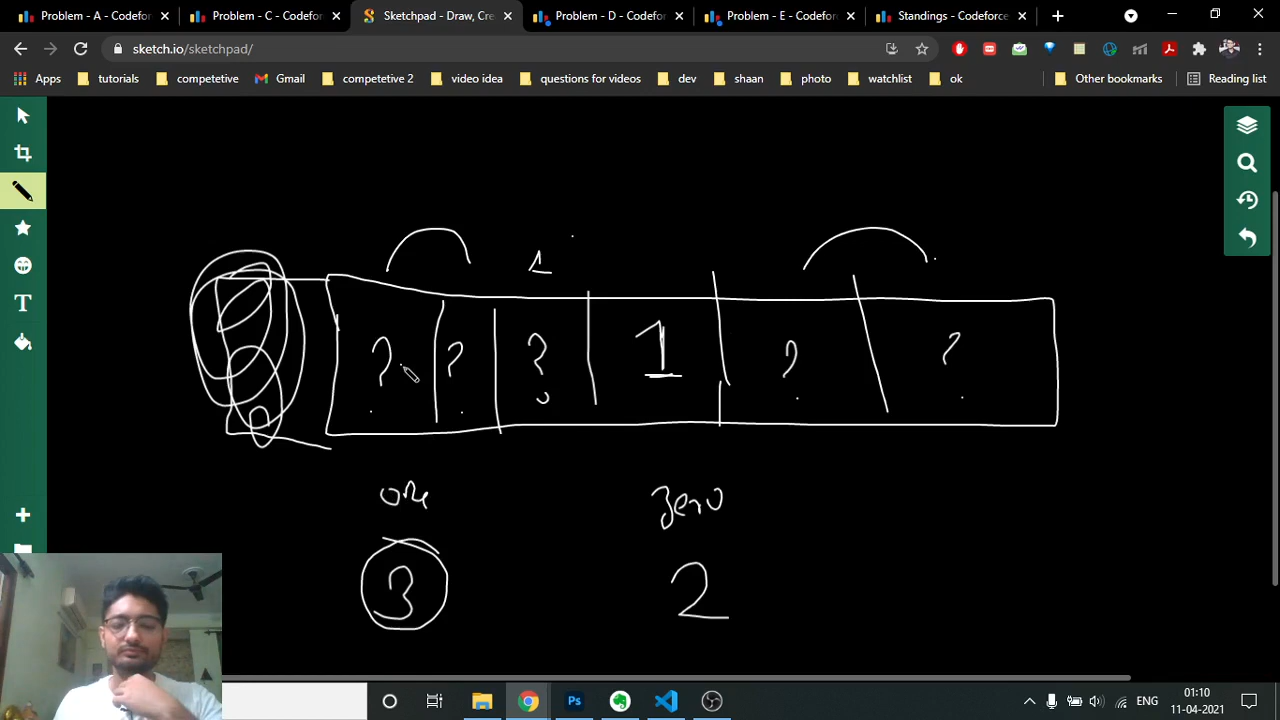 Problem - A - Codefor
Problem - C - Codefor
Sketchpad - Draw, Cre
Problem - D - Codefor
Problem - E - Codefor
Standings - Codeforce
sketch.io/sketchpad/
Apps
tutorials
competetive
Gmail
competetive 2
video idea
questions for videos
dev
shaan
photo
watchlist
ok
Other bookmarks
Reading list
T
1
? ? ? 1 ? ?
0
one zero
3 2
ENG
01:10
11-04-2021